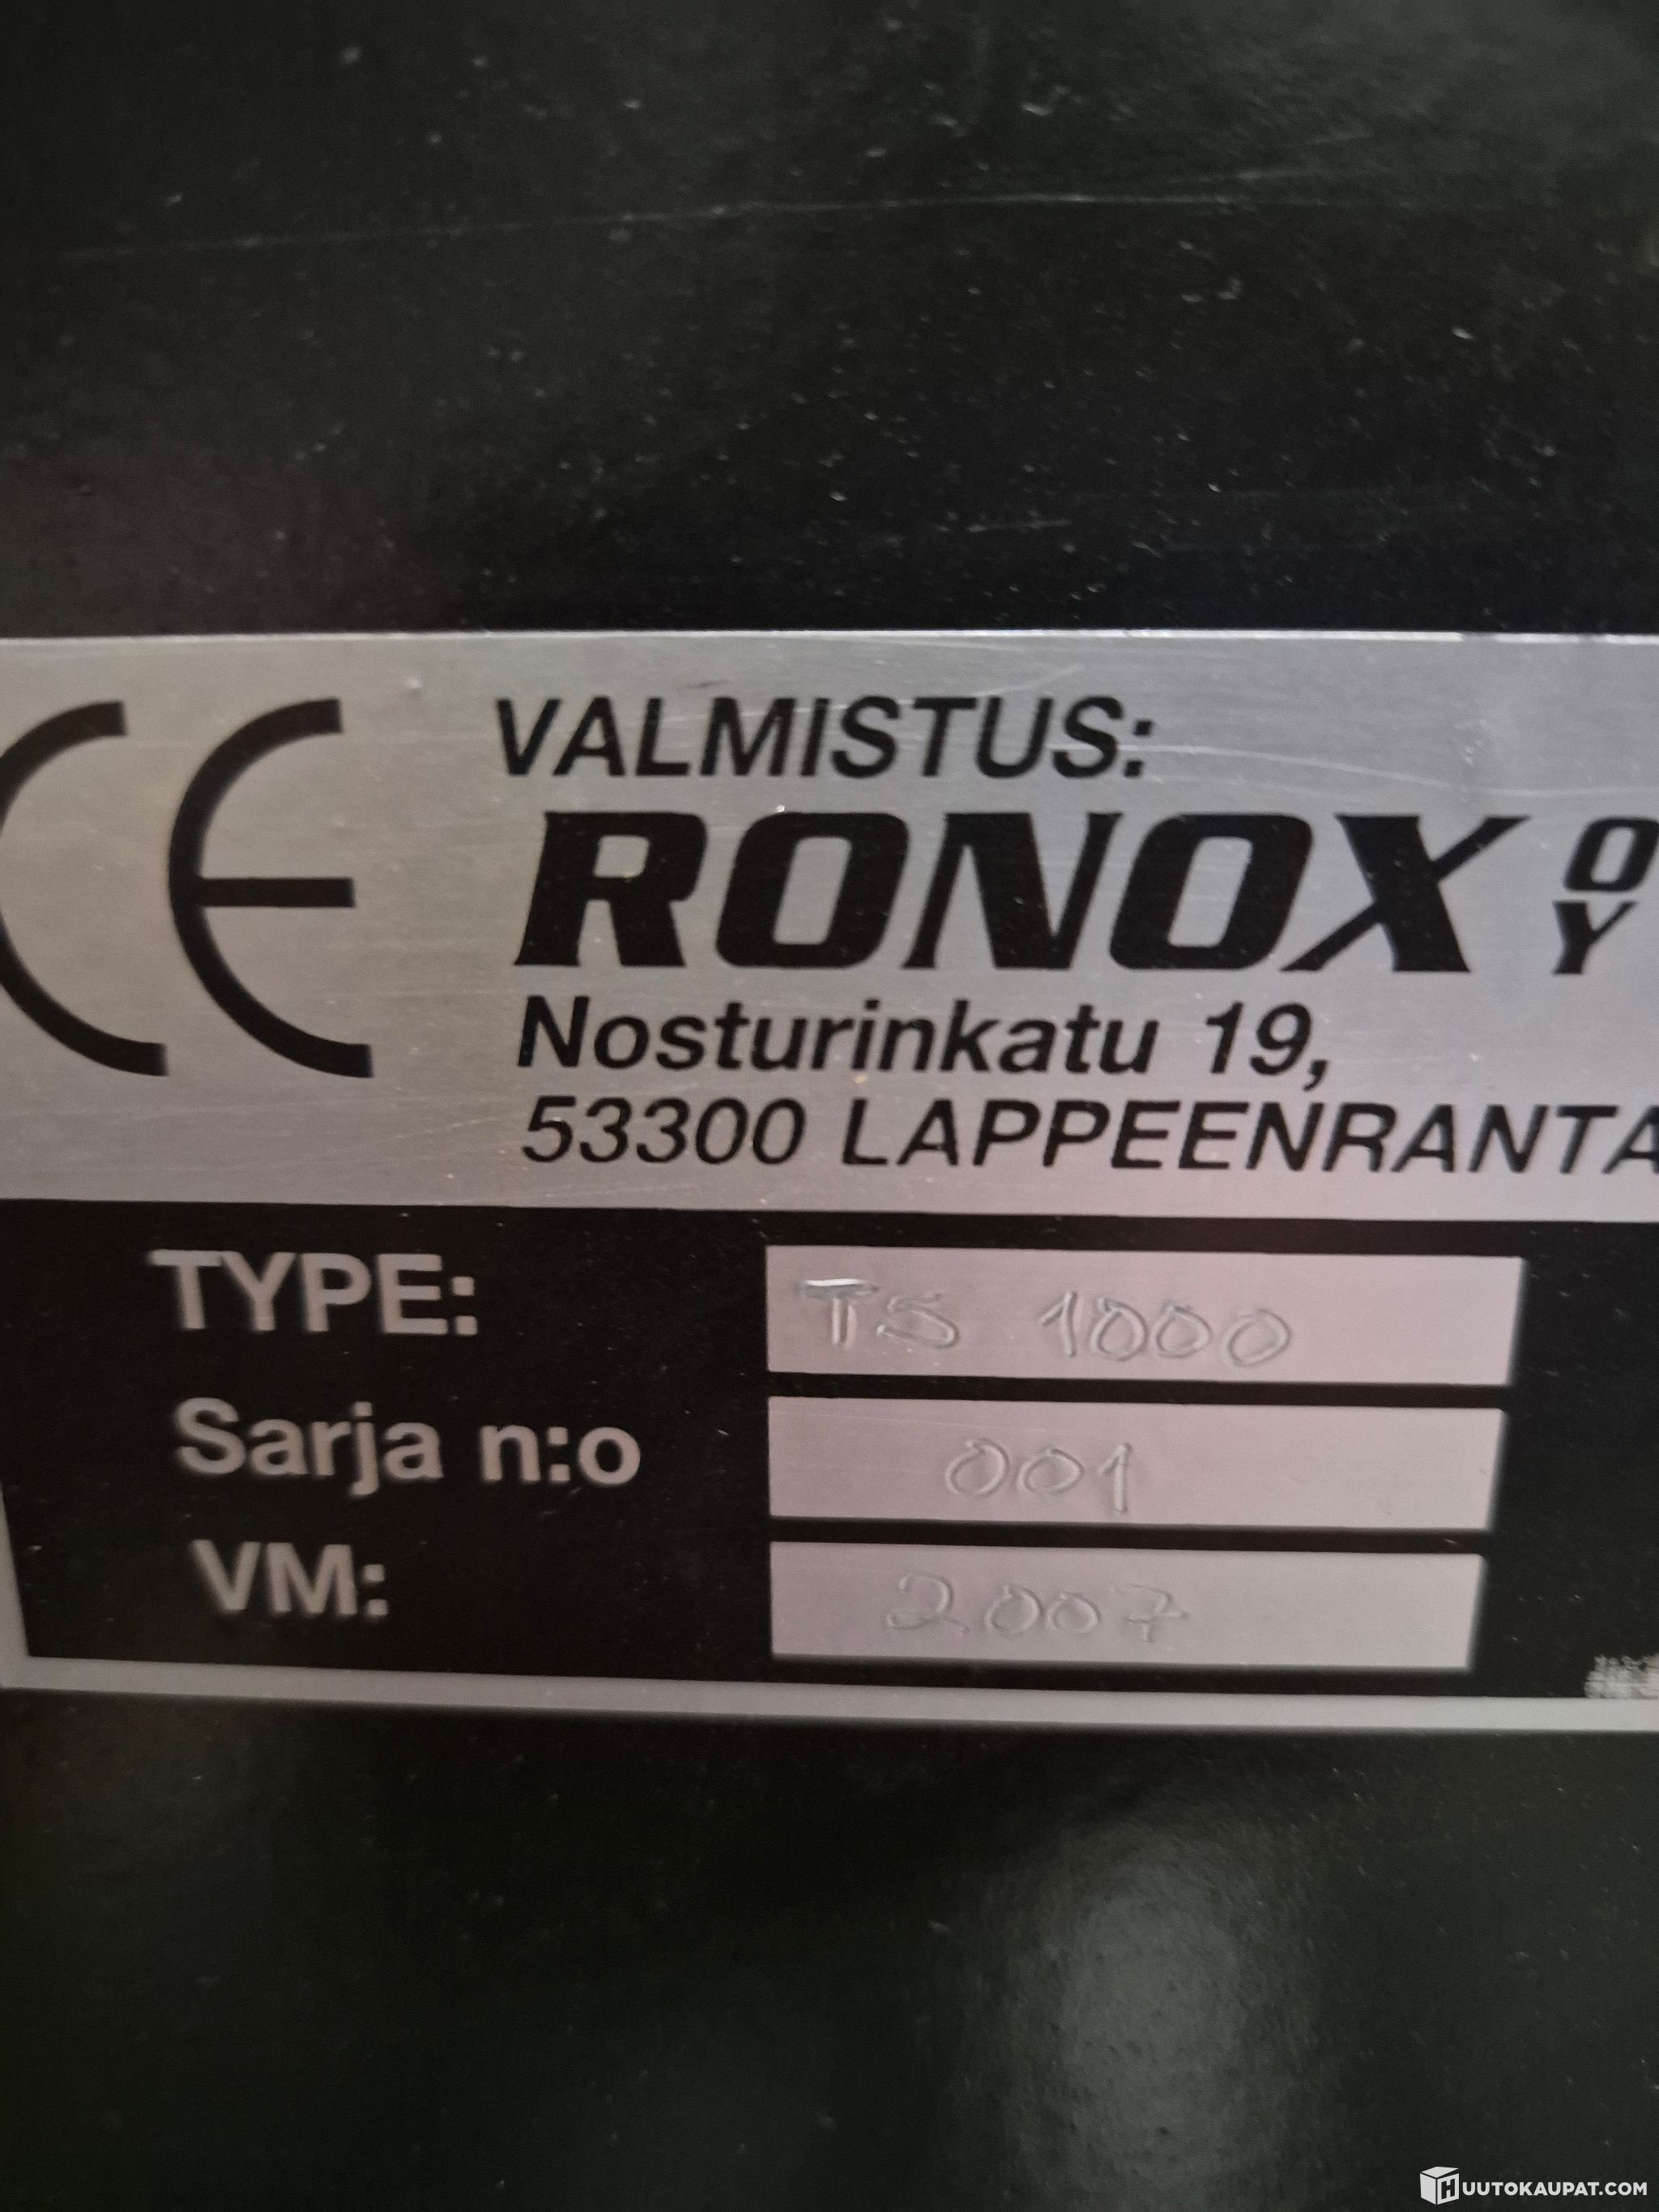 CE
VALMISTUS:
RONOX OY
Nosturinkatu 19,
53300 LAPPEENRANTA
TYPE: TS 1000
Sarja n:o 001
VM: 2007
HUUTOKAUPAT.COM